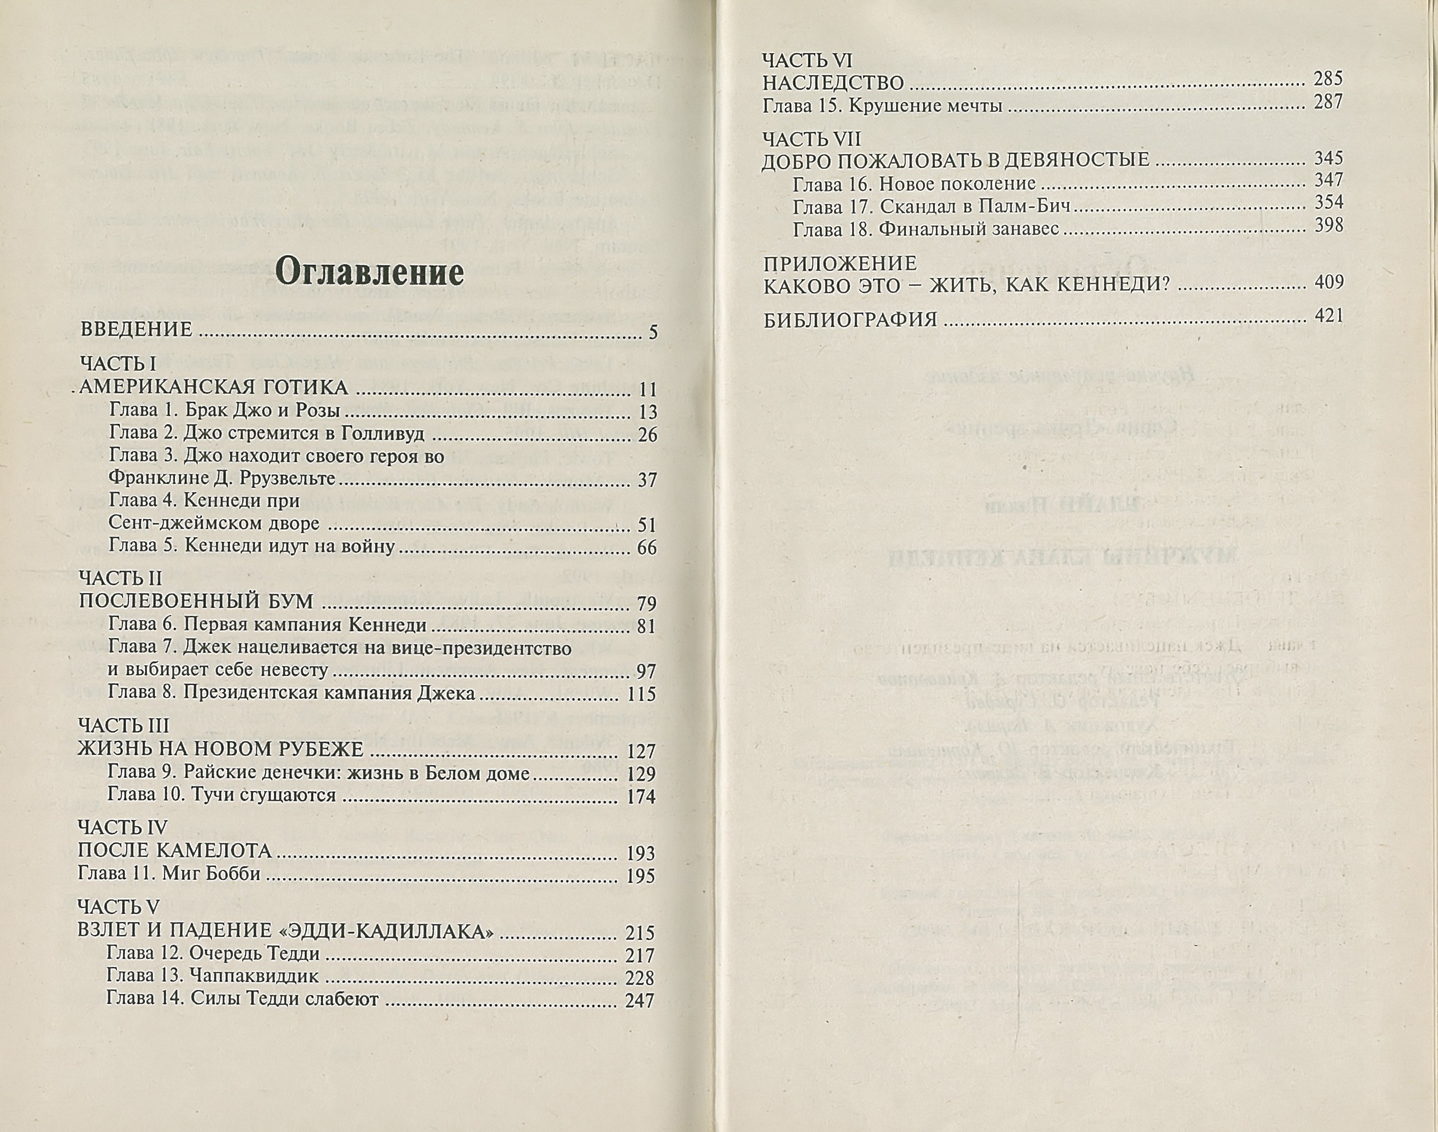 Оглавление
ВВЕДЕНИЕ ........ 5
ЧАСТЬ I
АМЕРИКАНСКАЯ ГОТИКА ........ 11
Глава 1. Брак Джо и Розы ........ 13
Глава 2. Джо стремится в Голливуд ........ 26
Глава 3. Джо находит своего героя во
Франклине Д. Ррузвельте ........ 37
Глава 4. Кеннеди при
Сент-джеймском дворе ........ 51
Глава 5. Кеннеди идут на войну ........ 66
ЧАСТЬ II
ПОСЛЕВОЕННЫЙ БУМ ........ 79
Глава 6. Первая кампания Кеннеди ........ 81
Глава 7. Джек нацеливается на вице-президентство
и выбирает себе невесту ........ 97
Глава 8. Президентская кампания Джека ........ 115
ЧАСТЬ III
ЖИЗНЬ НА НОВОМ РУБЕЖЕ ........ 127
Глава 9. Райские денечки: жизнь в Белом доме ........ 129
Глава 10. Тучи сгущаются ........ 174
ЧАСТЬ IV
ПОСЛЕ КАМЕЛОТА ........ 193
Глава 11. Миг Бобби ........ 195
ЧАСТЬ V
ВЗЛЕТ И ПАДЕНИЕ «ЭДДИ-КАДИЛЛАКА» ........ 215
Глава 12. Очередь Тедди ........ 217
Глава 13. Чаппаквиддик ........ 228
Глава 14. Силы Тедди слабеют ........ 247
ЧАСТЬ VI
НАСЛЕДСТВО ........ 285
Глава 15. Крушение мечты ........ 287
ЧАСТЬ VII
ДОБРО ПОЖАЛОВАТЬ В ДЕВЯНОСТЫЕ ........ 345
Глава 16. Новое поколение ........ 347
Глава 17. Скандал в Палм-Бич ........ 354
Глава 18. Финальный занавес ........ 398
ПРИЛОЖЕНИЕ
КАКОВО ЭТО – ЖИТЬ, КАК КЕННЕДИ? ........ 409
БИБЛИОГРАФИЯ ........ 421